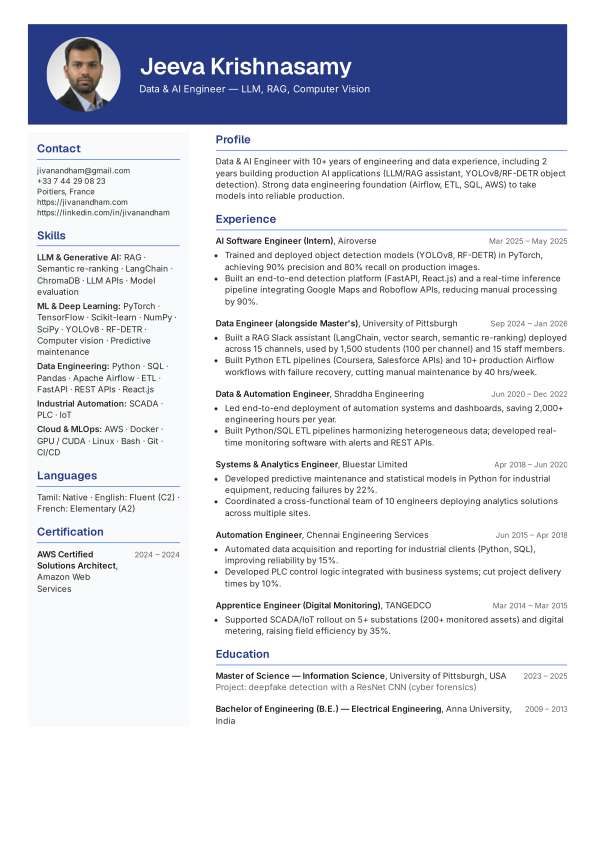 Jeeva Krishnasamy
Data & AI Engineer — LLM, RAG, Computer Vision
Contact
jivanandham@gmail.com
+33 7 44 29 08 23
Poitiers, France
https://jivanandham.com
https://linkedin.com/in/jivanandham
Skills
LLM & Generative AI: RAG ·
Semantic re-ranking · LangChain ·
ChromaDB · LLM APIs · Model
evaluation
ML & Deep Learning: PyTorch ·
TensorFlow · Scikit-learn · NumPy ·
SciPy · YOLOv8 · RF-DETR ·
Computer vision · Predictive
maintenance
Data Engineering: Python · SQL ·
Pandas · Apache Airflow · ETL ·
FastAPI · REST APIs · React.js
Industrial Automation: SCADA ·
PLC · IoT
Cloud & MLOps: AWS · Docker ·
GPU / CUDA · Linux · Bash · Git ·
CI/CD
Languages
Tamil: Native · English: Fluent (C2) ·
French: Elementary (A2)
Certification
AWS Certified 2024 – 2024
Solutions Architect,
Amazon Web
Services
Profile
Data & AI Engineer with 10+ years of engineering and data experience, including 2
years building production AI applications (LLM/RAG assistant, YOLOv8/RF-DETR object
detection). Strong data engineering foundation (Airflow, ETL, SQL, AWS) to take
models into reliable production.
Experience
AI Software Engineer (Intern), Airoverse Mar 2025 – May 2025
• Trained and deployed object detection models (YOLOv8, RF-DETR) in PyTorch,
achieving 90% precision and 80% recall on production images.
• Built an end-to-end detection platform (FastAPI, React.js) and a real-time inference
pipeline integrating Google Maps and Roboflow APIs, reducing manual processing
by 90%.
Data Engineer (alongside Master's), University of Pittsburgh Sep 2024 – Jan 2026
• Built a RAG Slack assistant (LangChain, vector search, semantic re-ranking) deployed
across 15 channels, used by 1,500 students (100 per channel) and 15 staff members.
• Built Python ETL pipelines (Coursera, Salesforce APIs) and 10+ production Airflow
workflows with failure recovery, cutting manual maintenance by 40 hrs/week.
Data & Automation Engineer, Shraddha Engineering Jun 2020 – Dec 2022
• Led end-to-end deployment of automation systems and dashboards, saving 2,000+
engineering hours per year.
• Built Python/SQL ETL pipelines harmonizing heterogeneous data; developed real-
time monitoring software with alerts and REST APIs.
Systems & Analytics Engineer, Bluestar Limited Apr 2018 – Jun 2020
• Developed predictive maintenance and statistical models in Python for industrial
equipment, reducing failures by 22%.
• Coordinated a cross-functional team of 10 engineers deploying analytics solutions
across multiple sites.
Automation Engineer, Chennai Engineering Services Jun 2015 – Apr 2018
• Automated data acquisition and reporting for industrial clients (Python, SQL),
improving reliability by 15%.
• Developed PLC control logic integrated with business systems; cut project delivery
times by 10%.
Apprentice Engineer (Digital Monitoring), TANGEDCO Mar 2014 – Mar 2015
• Supported SCADA/IoT rollout on 5+ substations (200+ monitored assets) and digital
metering, raising field efficiency by 35%.
Education
Master of Science — Information Science, University of Pittsburgh, USA 2023 – 2025
Project: deepfake detection with a ResNet CNN (cyber forensics)
Bachelor of Engineering (B.E.) — Electrical Engineering, Anna University, 2009 – 2013
India